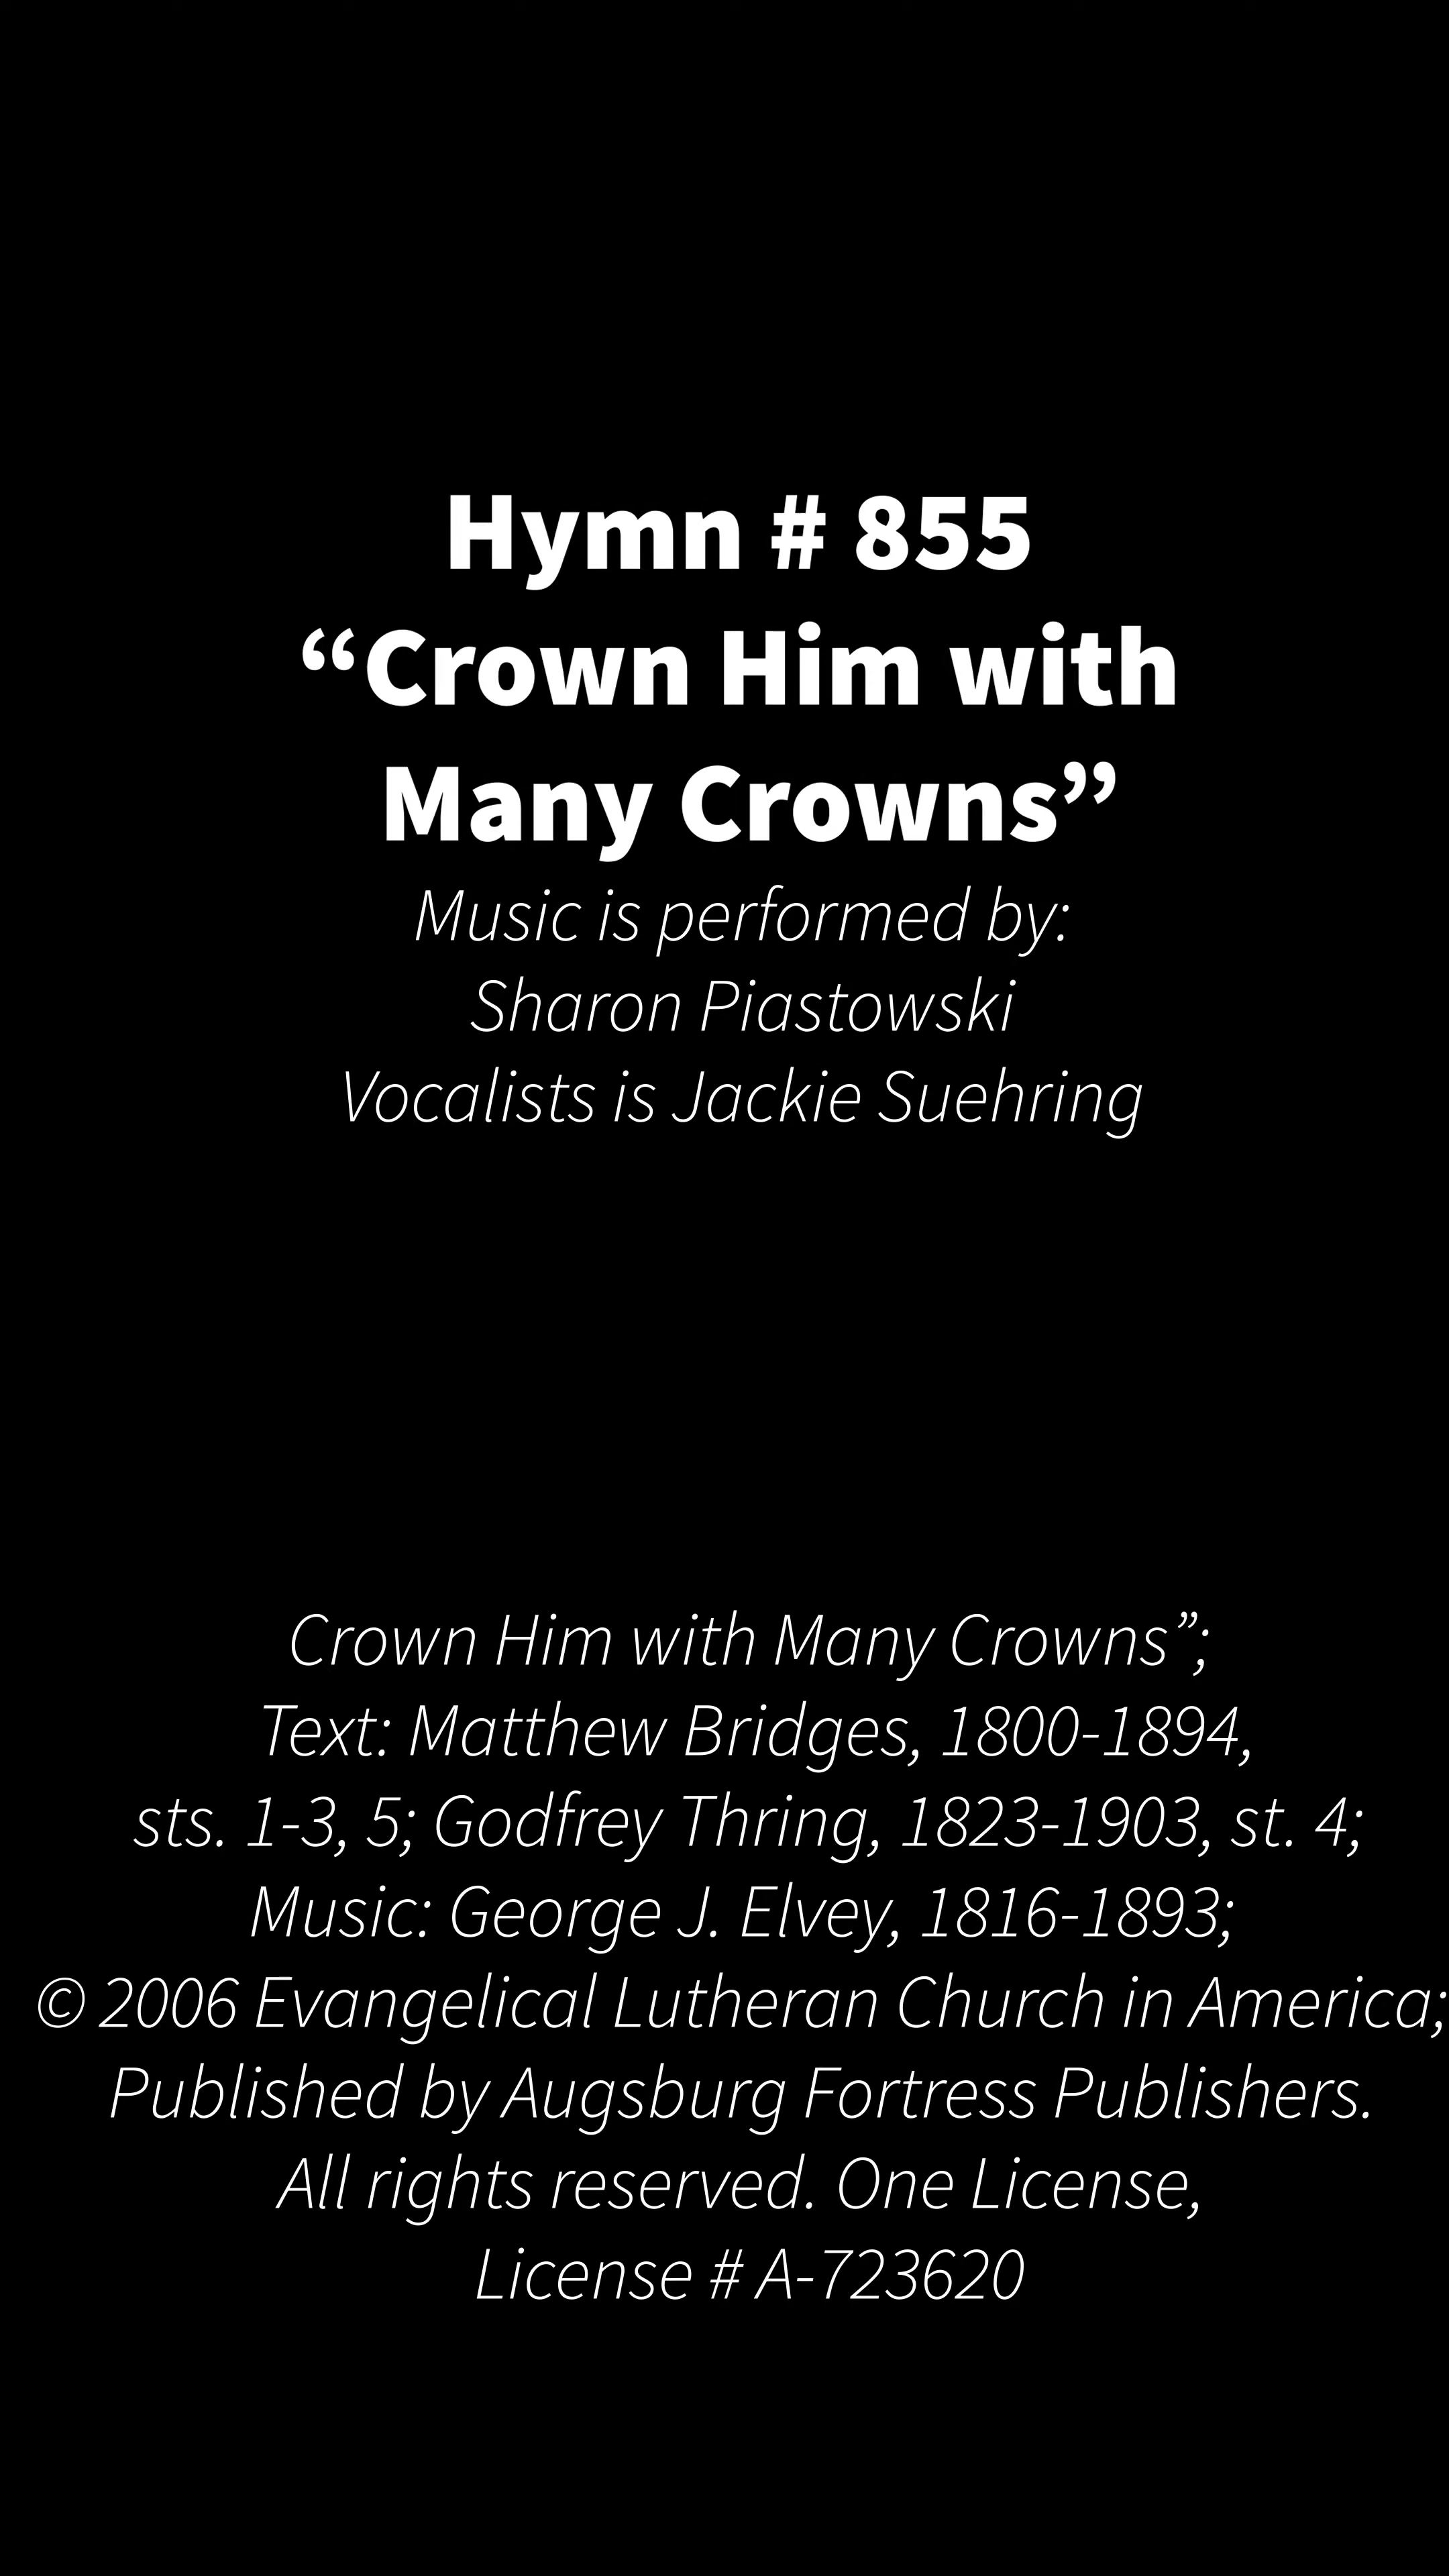 Hymn # 855
“Crown Him with
Many Crowns”
Music is performed by:
Sharon Piastowski
Vocalists is Jackie Suehring
Crown Him with Many Crowns”;
Text: Matthew Bridges, 1800-1894,
sts. 1-3, 5; Godfrey Thring, 1823-1903, st. 4;
Music: George J. Elvey, 1816-1893;
© 2006 Evangelical Lutheran Church in America;
Published by Augsburg Fortress Publishers.
All rights reserved. One License,
License # A-723620